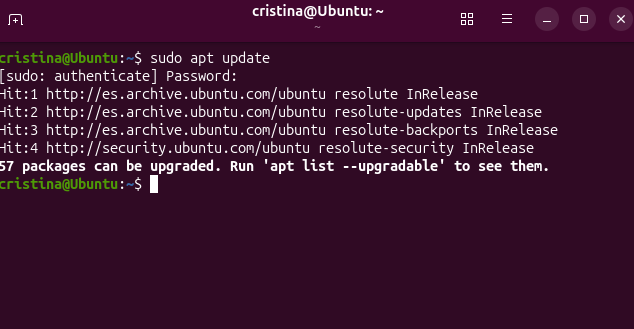 cristina@Ubuntu: ~
~
cristina@Ubuntu:~$ sudo apt update
[sudo: authenticate] Password:
Hit:1 http://es.archive.ubuntu.com/ubuntu resolute InRelease
Hit:2 http://es.archive.ubuntu.com/ubuntu resolute-updates InRelease
Hit:3 http://es.archive.ubuntu.com/ubuntu resolute-backports InRelease
Hit:4 http://security.ubuntu.com/ubuntu resolute-security InRelease
57 packages can be upgraded. Run 'apt list --upgradable' to see them.
cristina@Ubuntu:~$